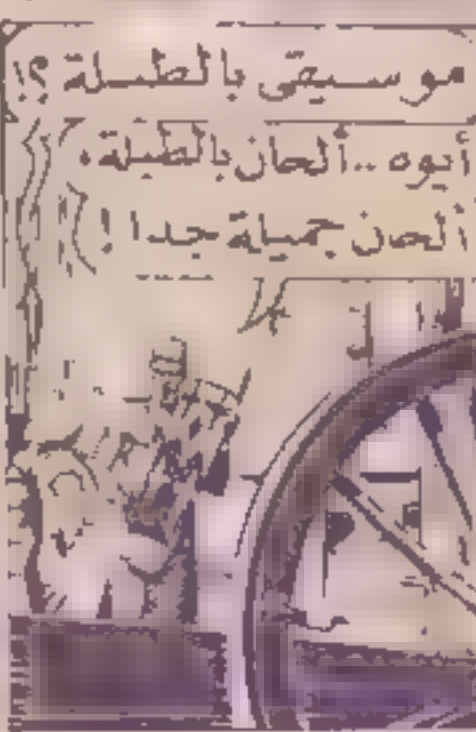 موسيقى بالطبلة ؟!
أيوه .. ألحان بالطبلة ،
ألحان جميلة جدا !